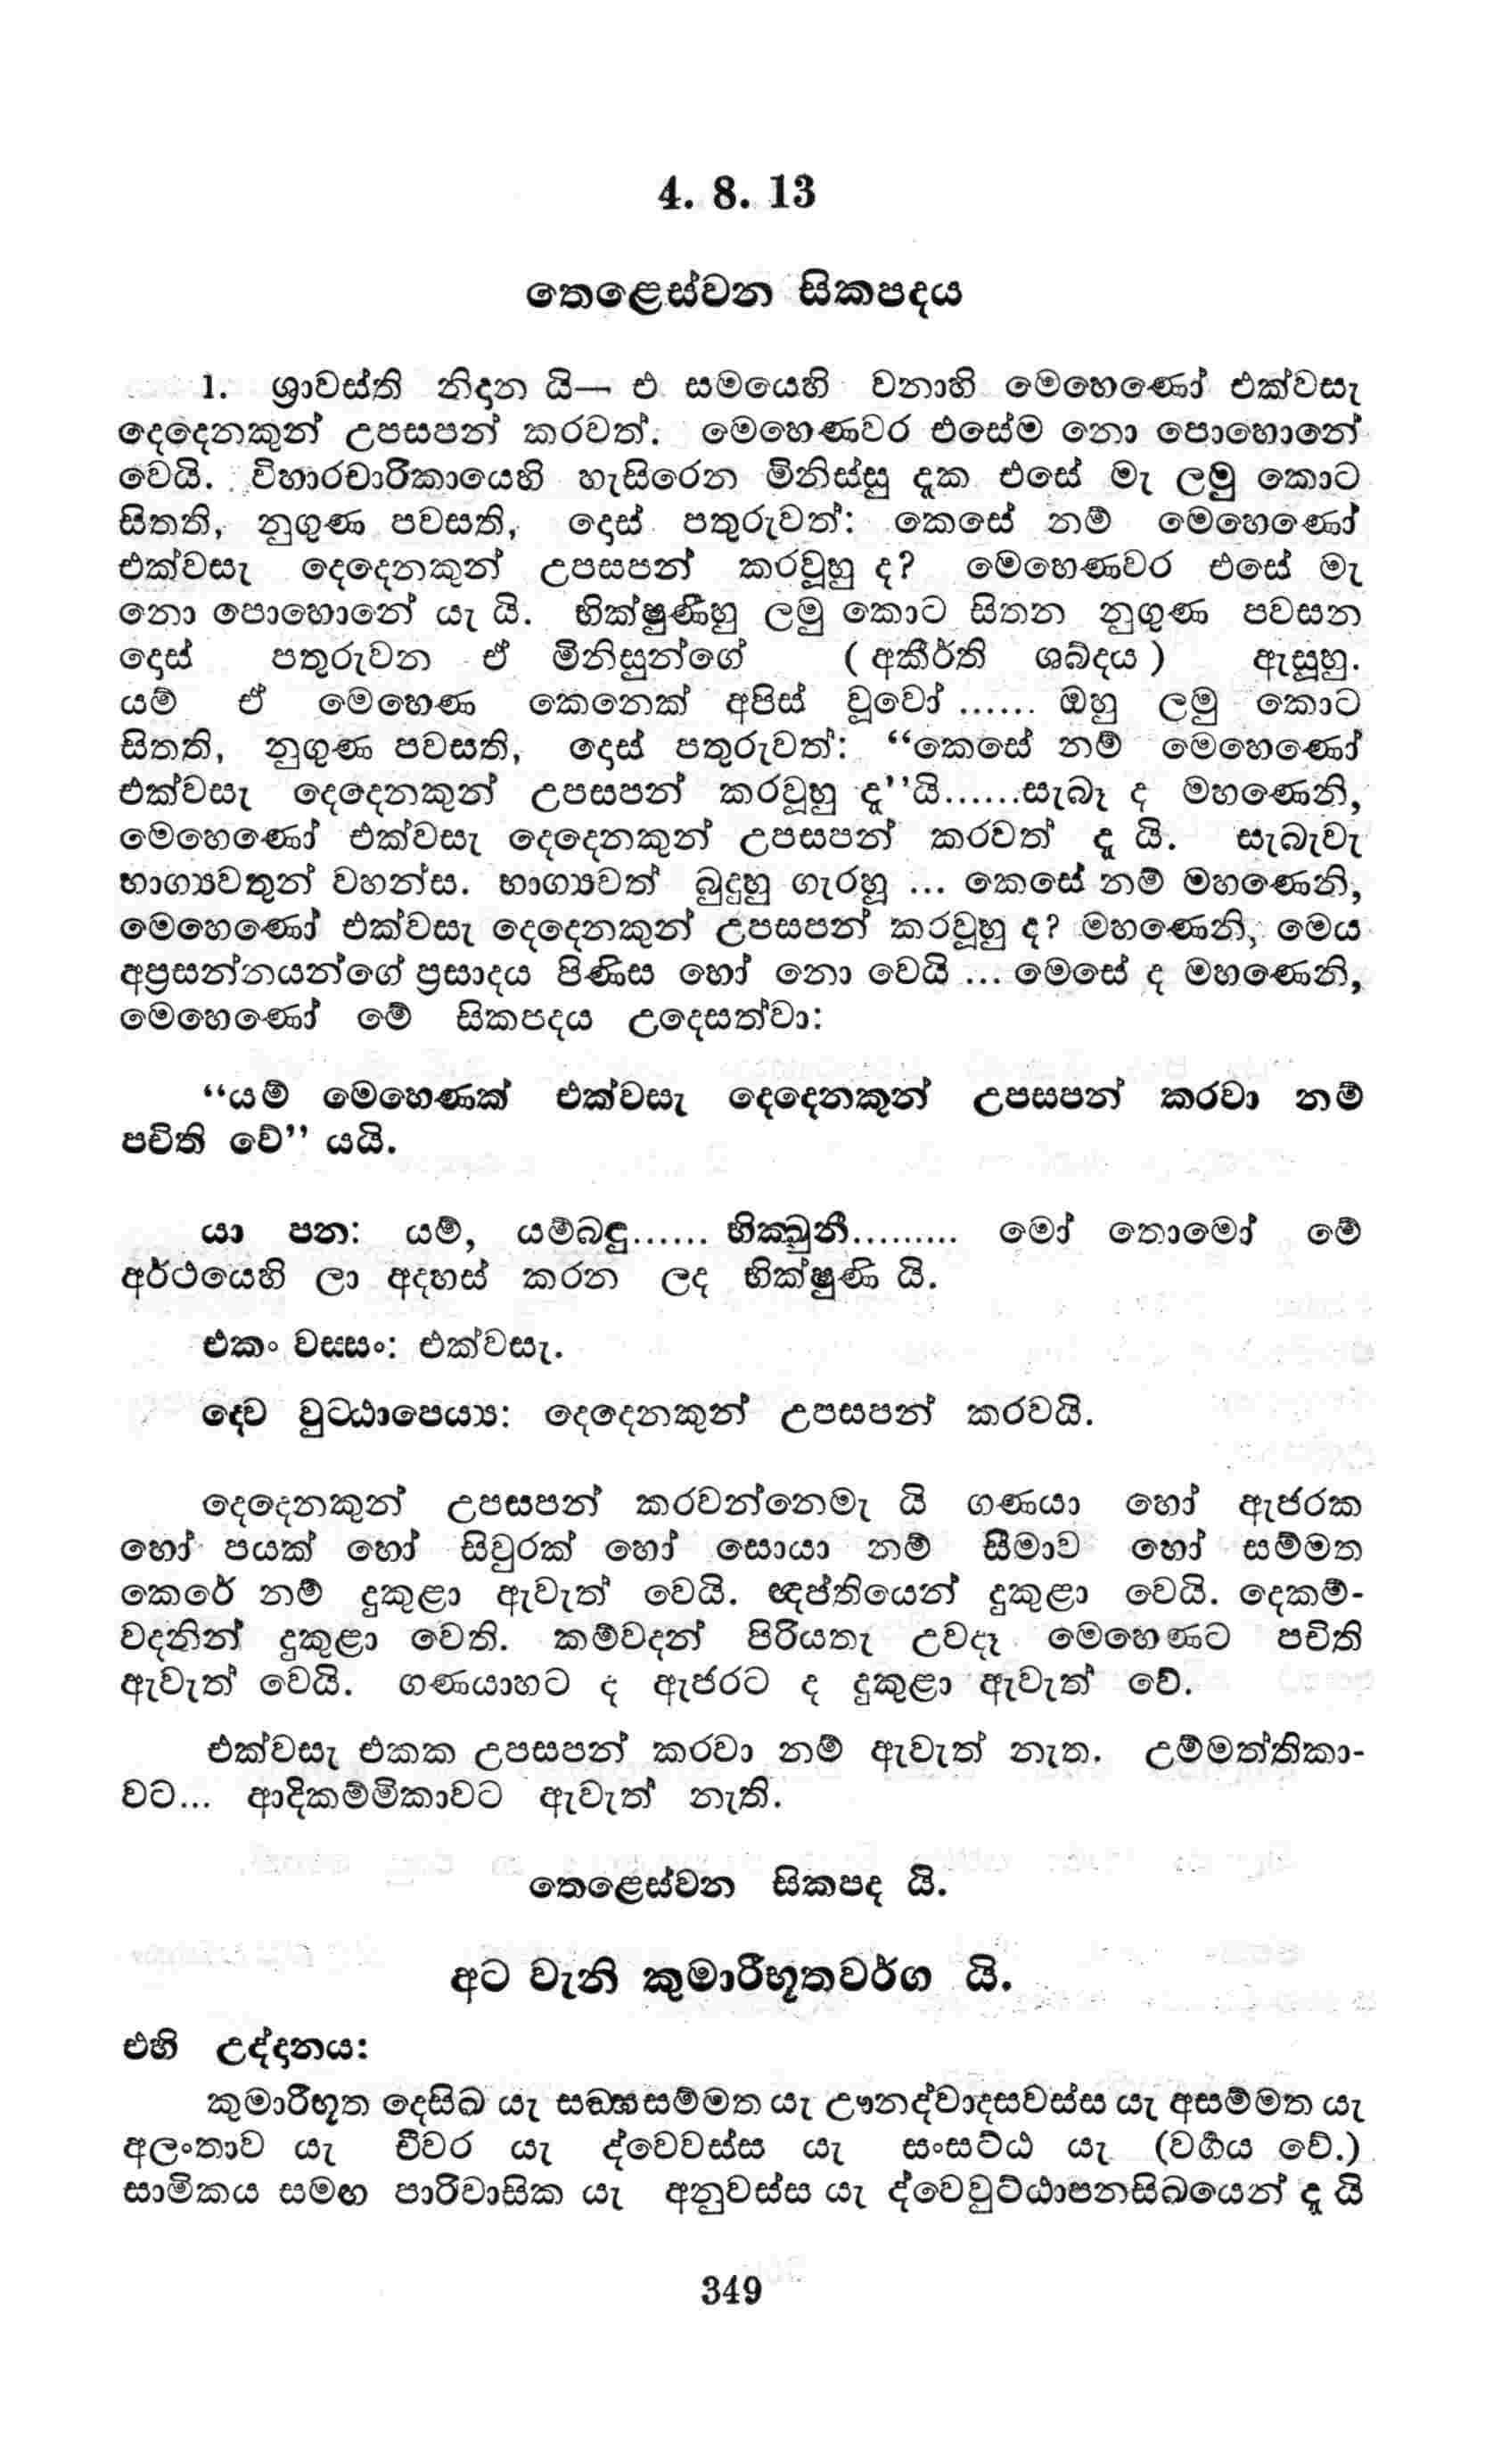 4. 8. 13
තෙළෙස්වන සිකපදය
1. ශ්‍රාවස්ති නිදාන යි— එ සමයෙහි වනාහි මෙහෙණෝ එක්වසැ
දෙදෙනකුන් උපසපන් කරවත්. මෙහෙණවර එසේම නො පොහොනේ
වෙයි. විහාරචාරිකායෙහි හැසිරෙන මිනිස්සු දැක එසේ මැ ලමු කොට
සිතති, නුගුණ පවසති, දොස් පතුරුවත්: කෙසේ නම් මෙහෙණෝ
එක්වසැ දෙදෙනකුන් උපසපන් කරවූහු ද? මෙහෙණවර එසේ මැ
නො පොහොනේ යැ යි. භික්ෂුණීහු ලමු කොට සිතන නුගුණ පවසන
දොස් පතුරුවන ඒ මිනිසුන්ගේ (අකීර්ති ශබ්දය) ඇසූහු.
යම් ඒ මෙහෙණ කෙනෙක් අපිස් වූවෝ ...... ඔහු ලමු කොට
සිතති, නුගුණ පවසති, දොස් පතුරුවත්: “කෙසේ නම් මෙහෙණෝ
එක්වසැ දෙදෙනකුන් උපසපන් කරවූහු දැ”යි......සැබෑ ද මහණෙනි,
මෙහෙණෝ එක්වසැ දෙදෙනකුන් උපසපන් කරවත් දැ යි. සැබැවැ
භාග්‍යවතුන් වහන්ස. භාග්‍යවත් බුදුහු ගැරහූ ... කෙසේ නම් මහණෙනි,
මෙහෙණෝ එක්වසැ දෙදෙනකුන් උපසපන් කරවූහු ද? මහණෙනි, මෙය
අප්‍රසන්නයන්ගේ ප්‍රසාදය පිණිස හෝ නො වෙයි ... මෙසේ ද මහණෙනි,
මෙහෙණෝ මේ සිකපදය උදෙසත්වා:
“යම් මෙහෙණක් එක්වසැ දෙදෙනකුන් උපසපන් කරවා නම්
පචිති වේ” යයි.
යා පන: යම්, යම්බඳු...... භික්ඛුනී......... මෝ තොමෝ මේ
අර්ථයෙහි ලා අදහස් කරන ලද භික්ෂුණි යි.
එකං වස්සං: එක්වසැ.
ද්වෙ වුට්ඨාපෙය්‍ය: දෙදෙනකුන් උපසපන් කරවයි.
දෙදෙනකුන් උපසපන් කරවන්නෙමැ යි ගණයා හෝ ඇජරක
හෝ පයක් හෝ සිවුරක් හෝ සොයා නම් සීමාව හෝ සම්මත
කෙරේ නම් දුකුළා ඇවැත් වෙයි. ඥප්තියෙන් දුකුළා වෙයි. දෙකම්-
වදනින් දුකුළා වෙති. කම්වදන් පිරියතැ උවදෑ මෙහෙණට පචිති
ඇවැත් වෙයි. ගණයාහට ද ඇජරට ද දුකුළා ඇවැත් වේ.
එක්වසැ එකක උපසපන් කරවා නම් ඇවැත් නැත. උම්මත්තිකා-
වට... ආදිකම්මිකාවට ඇවැත් නැති.
තෙළෙස්වන සිකපද යි.
අට වැනි කුමාරීභූතවර්ග යි.
එහි උද්දානය:
කුමාරීභූත දෙසිඛ යැ සඞ්ඝසම්මත යැ ඌනද්වාදසවස්ස යැ අසම්මත යැ
අලංතාව යැ චීවර යැ ද්වෙවස්ස යැ සංසට්ඨ යැ (වර්‍ගය වේ.)
සාමිකය සමඟ පාරිවාසික යැ අනුවස්ස යැ ද්වෙවුට්ඨාපනසිඛයෙන් දැ යි
349